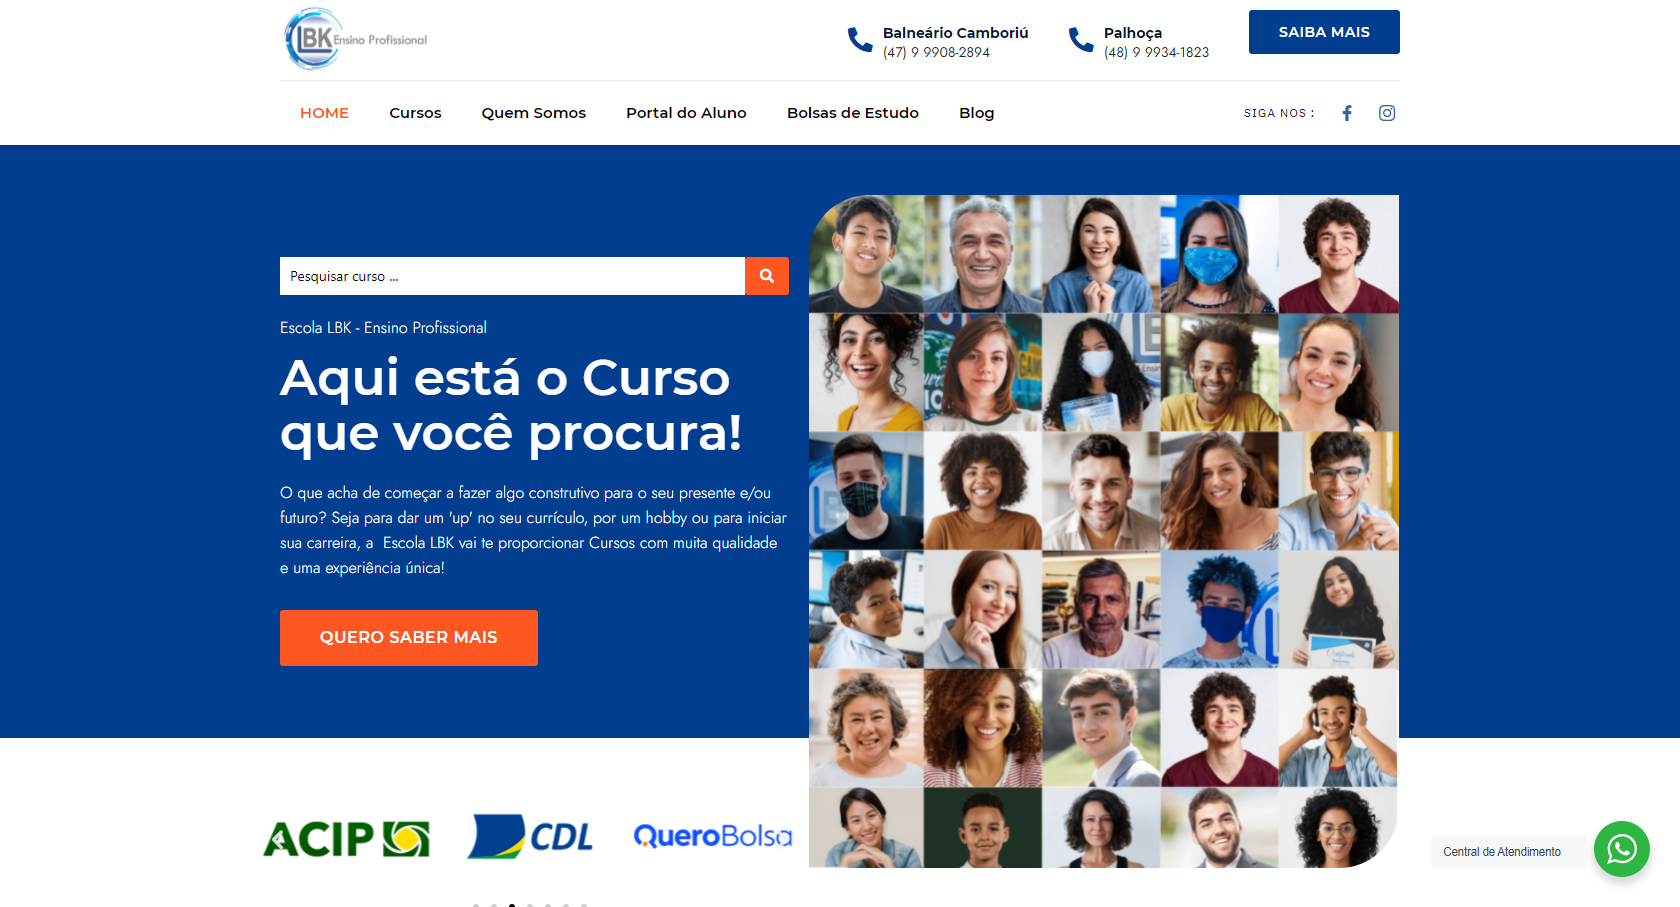 LBK Ensino Profissional
Balneário Camboriú
(47) 9 9908-2894
Palhoça
(48) 9 9934-1823
SAIBA MAIS
HOME
Cursos
Quem Somos
Portal do Aluno
Bolsas de Estudo
Blog
SIGA NOS :
Pesquisar curso ...
Escola LBK - Ensino Profissional
Aqui está o Curso
que você procura!
O que acha de começar a fazer algo construtivo para o seu presente e/ou
futuro? Seja para dar um 'up' no seu currículo, por um hobby ou para iniciar
sua carreira, a Escola LBK vai te proporcionar Cursos com muita qualidade
e uma experiência única!
QUERO SABER MAIS
ACIP
CDL
QueroBolsa
Central de Atendimento